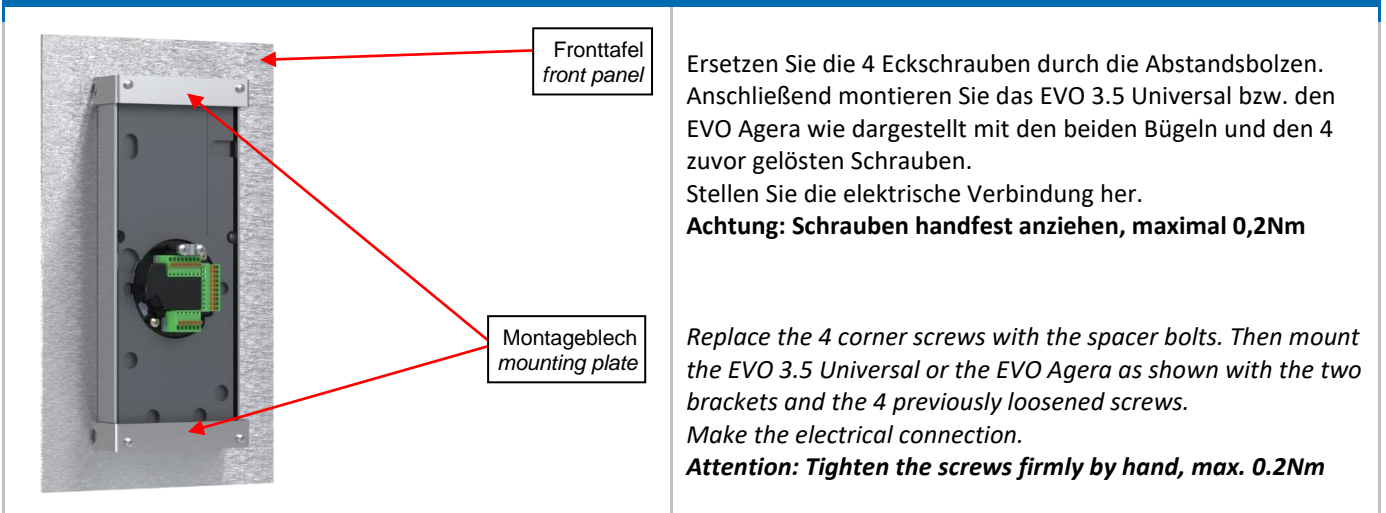 Fronttafel
front panel
Montageblech
mounting plate
Ersetzen Sie die 4 Eckschrauben durch die Abstandsbolzen.
Anschließend montieren Sie das EVO 3.5 Universal bzw. den
EVO Agera wie dargestellt mit den beiden Bügeln und den 4
zuvor gelösten Schrauben.
Stellen Sie die elektrische Verbindung her.
Achtung: Schrauben handfest anziehen, maximal 0,2Nm
Replace the 4 corner screws with the spacer bolts. Then mount
the EVO 3.5 Universal or the EVO Agera as shown with the two
brackets and the 4 previously loosened screws.
Make the electrical connection.
Attention: Tighten the screws firmly by hand, max. 0.2Nm